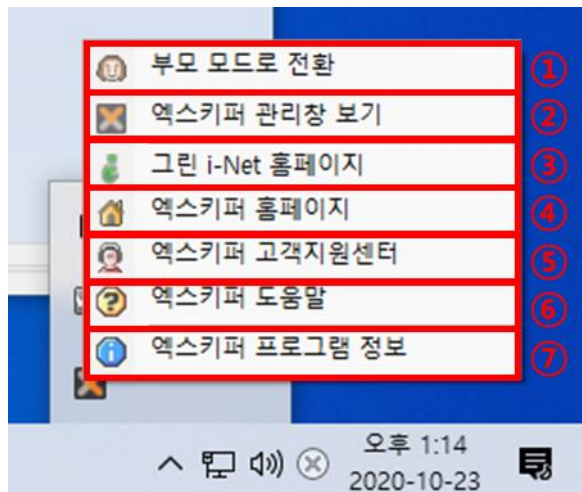 부모 모드로 전환 ①
엑스키퍼 관리창 보기 ②
그린 i-Net 홈페이지 ③
엑스키퍼 홈페이지 ④
엑스키퍼 고객지원센터 ⑤
엑스키퍼 도움말 ⑥
엑스키퍼 프로그램 정보 ⑦
오후 1:14
2020-10-23